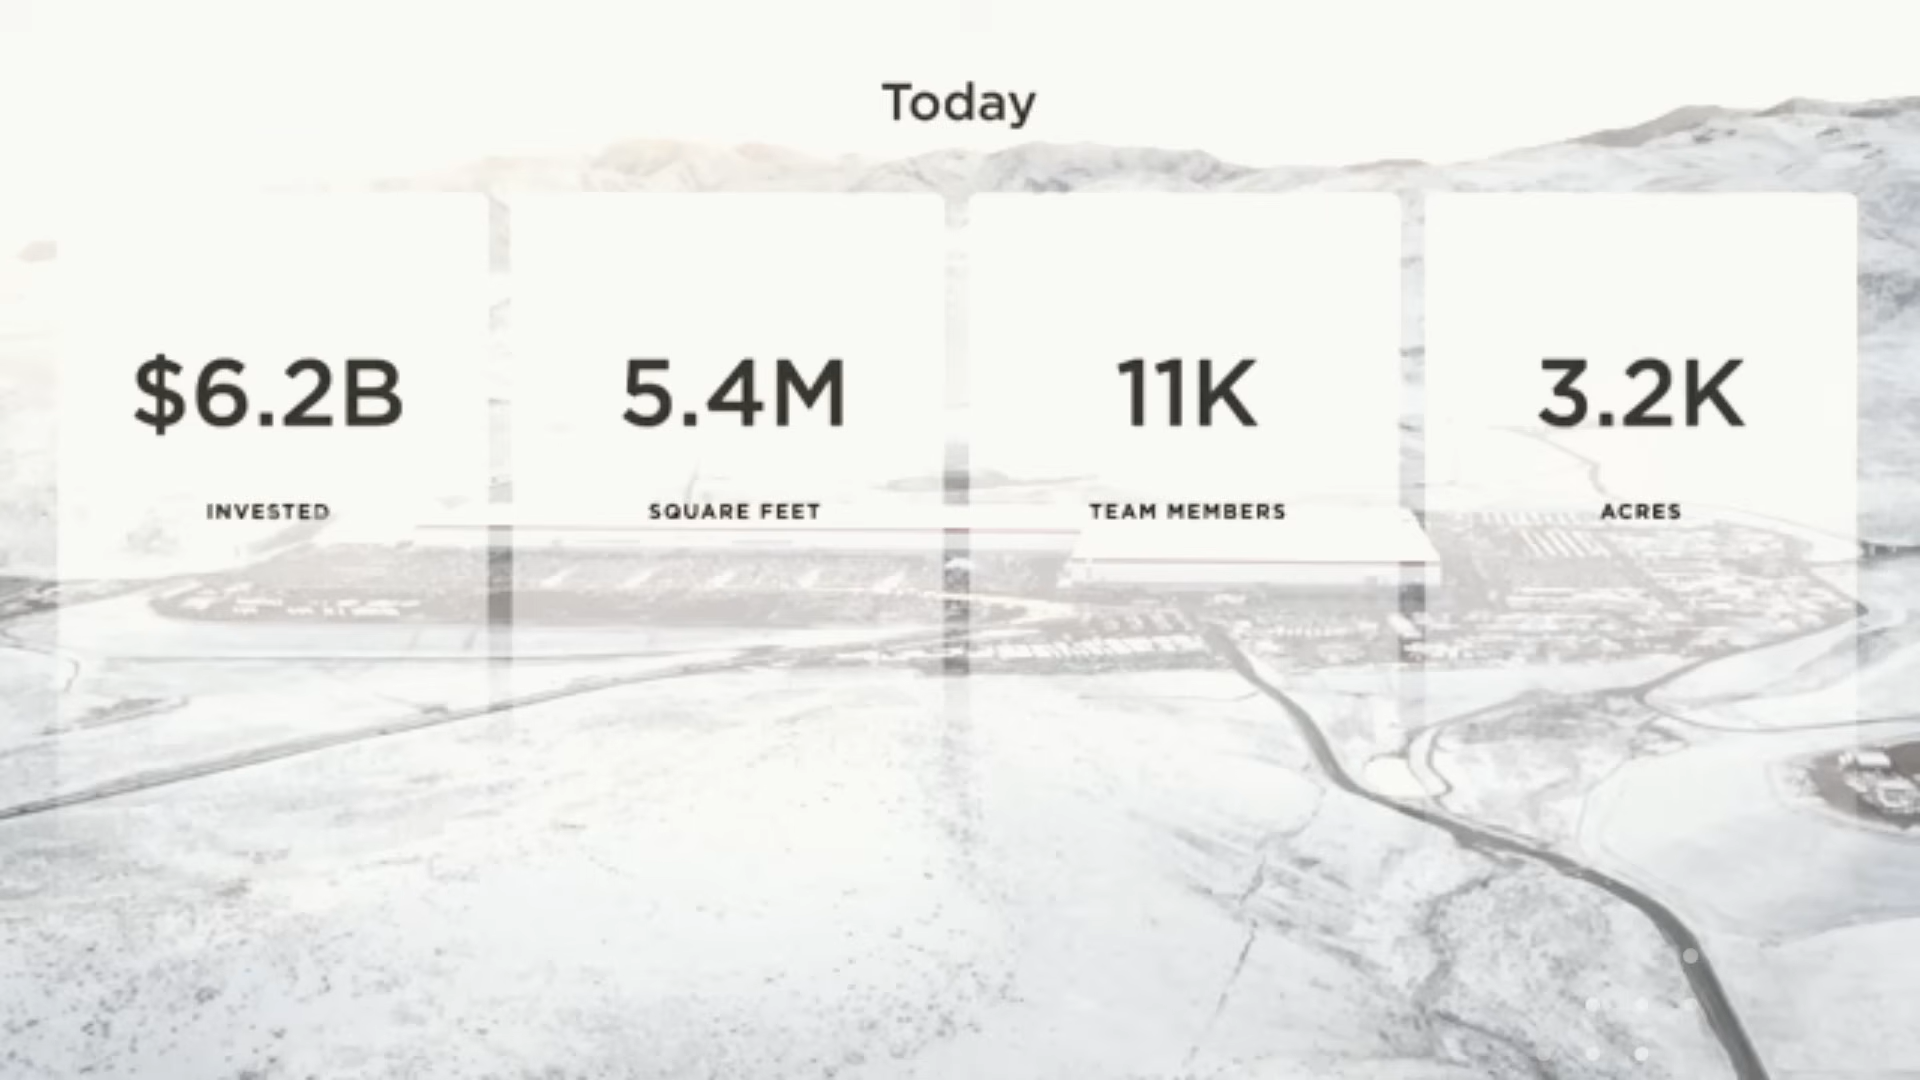 Today
$6.2B
INVESTED
5.4M
SQUARE FEET
11K
TEAM MEMBERS
3.2K
ACRES